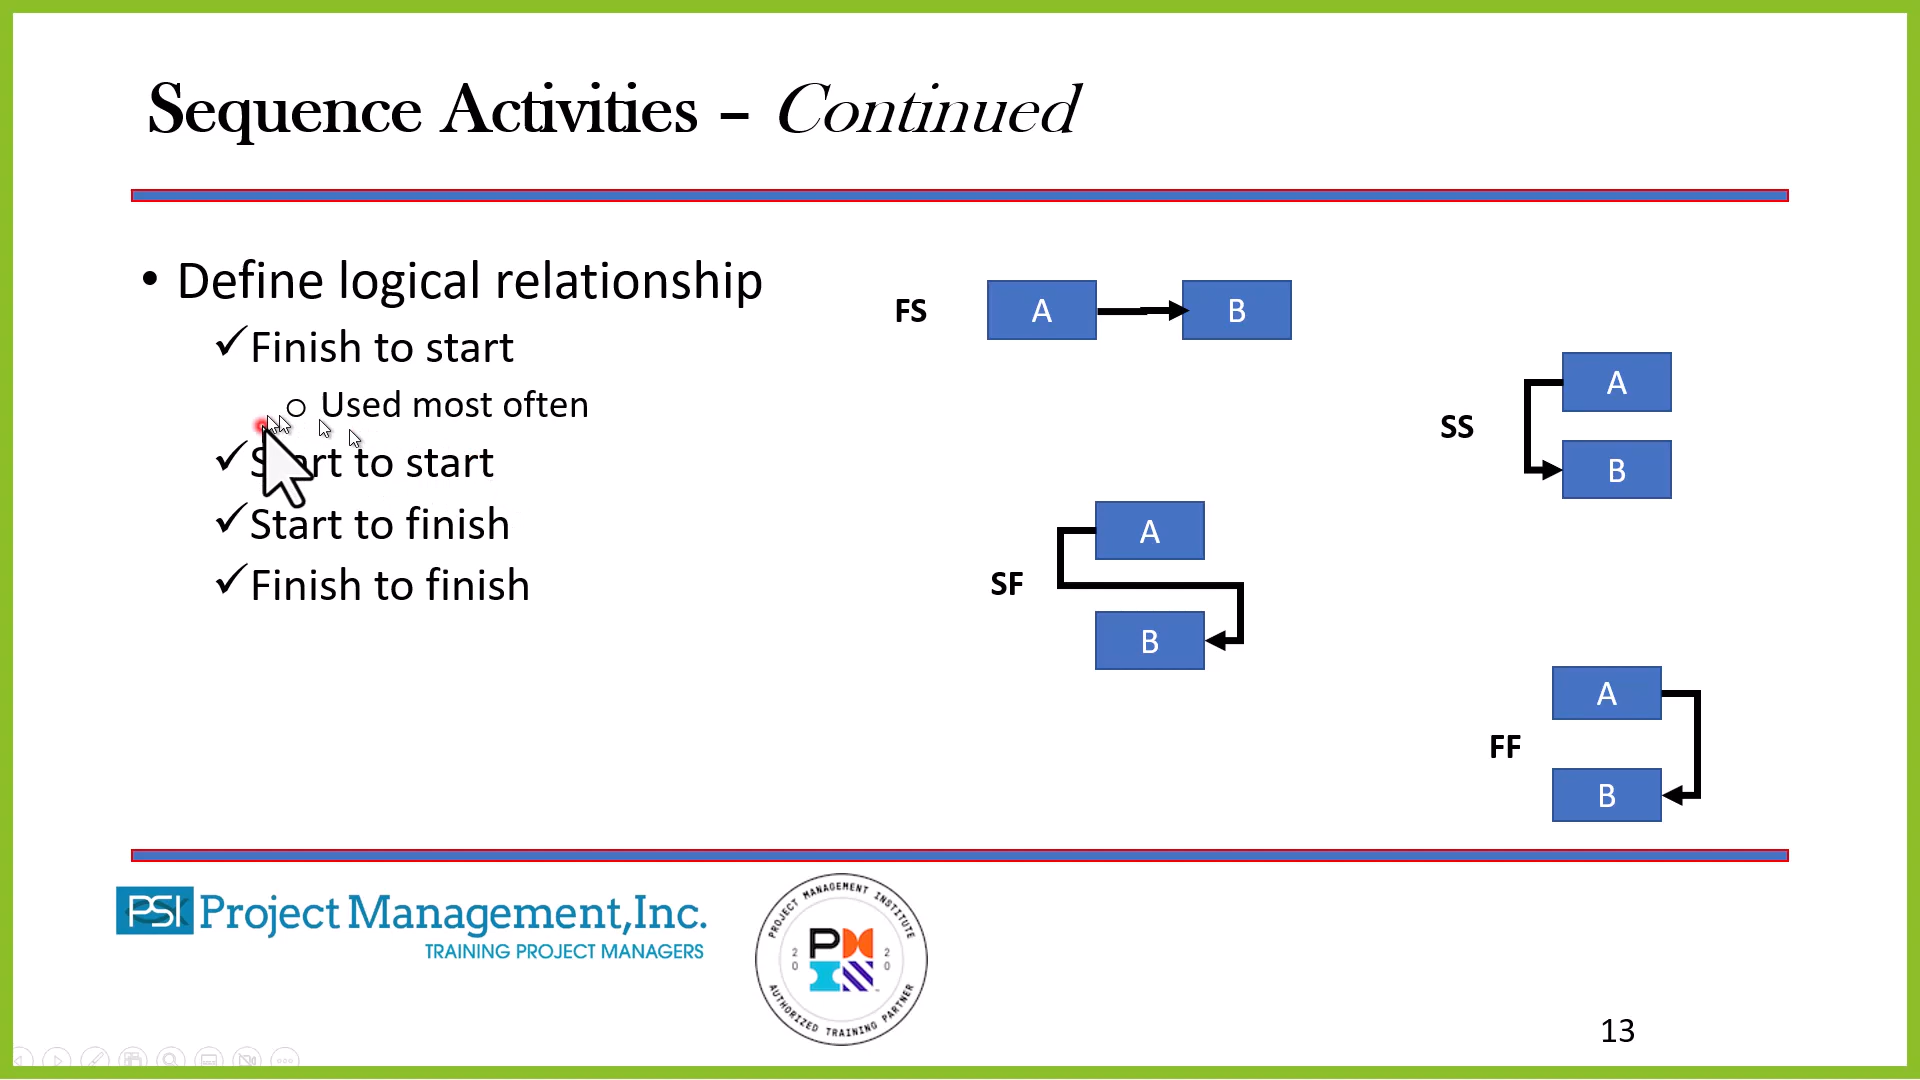 Sequence Activities – Continued
• Define logical relationship
✓Finish to start
o Used most often
✓Start to start
✓Start to finish
✓Finish to finish
FS
A
B
SS
A
B
SF
A
B
FF
A
B
PSI Project Management, Inc.
TRAINING PROJECT MANAGERS
PROJECT MANAGEMENT INSTITUTE
20 20
PMI
AUTHORIZED TRAINING PARTNER
13